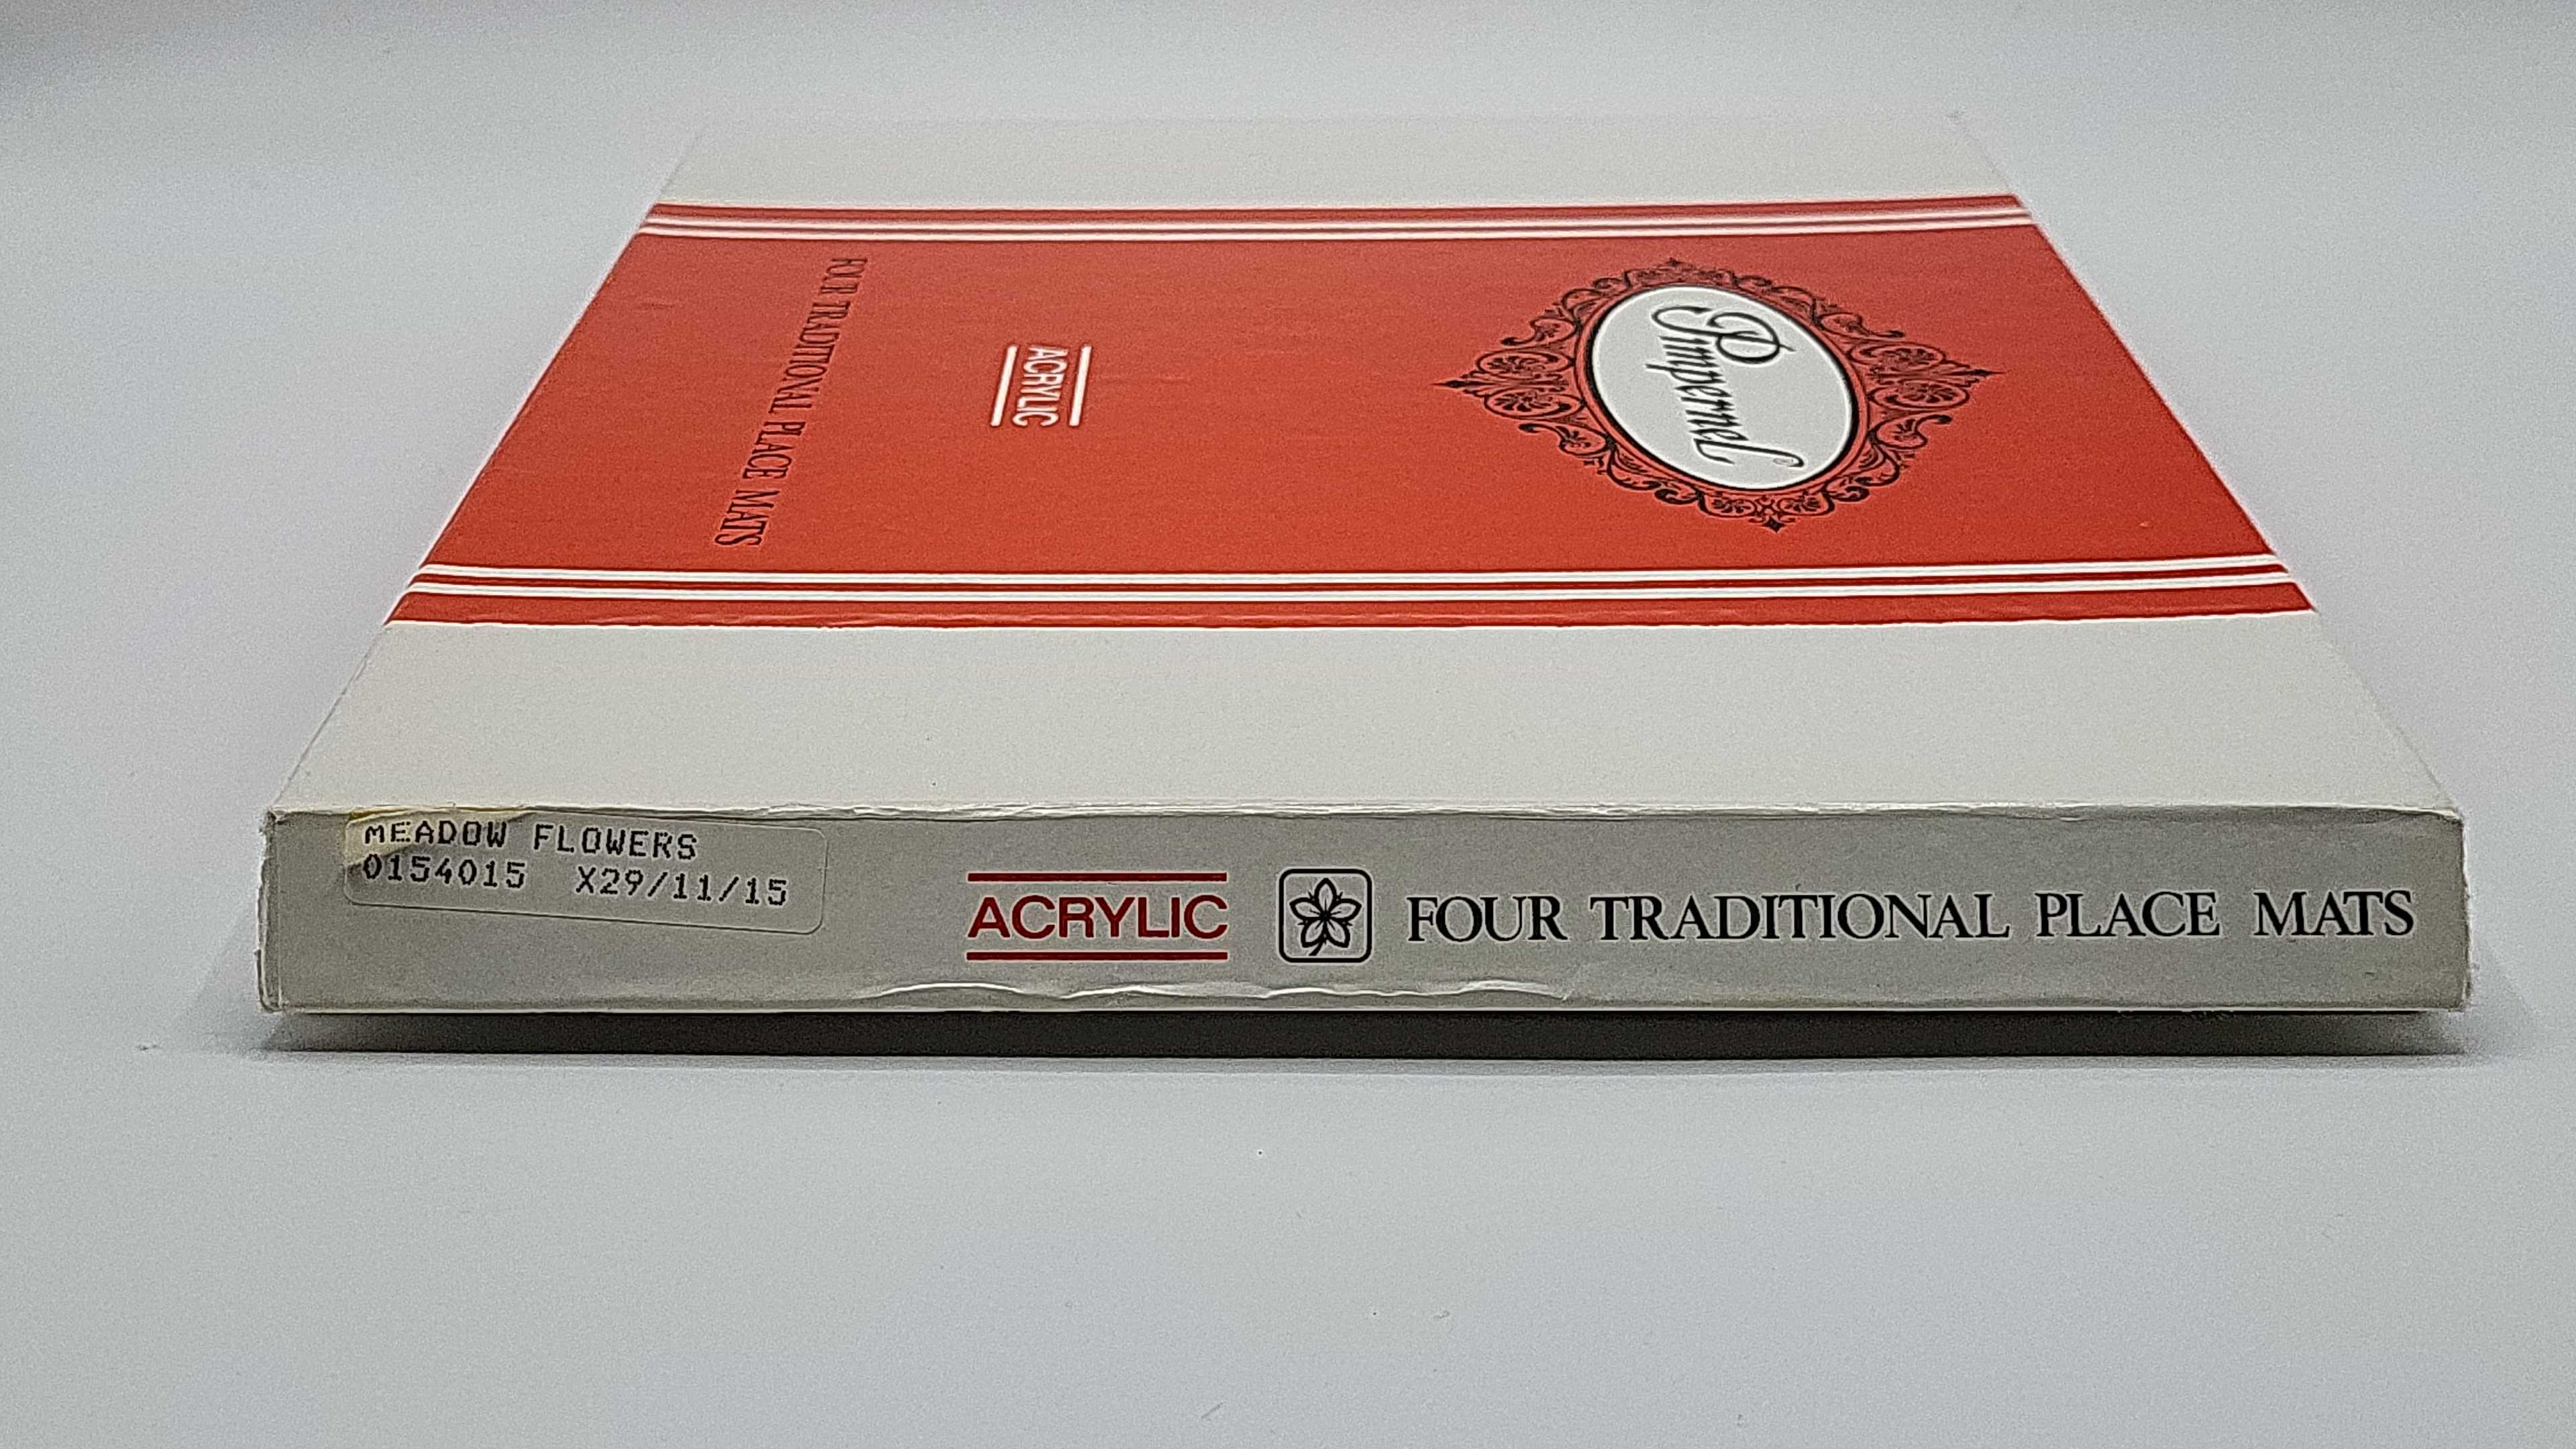 Pimpernel
ACRYLIC
FOUR TRADITIONAL PLACE MATS
MEADOW FLOWERS
0154015 X29/11/15
ACRYLIC
FOUR TRADITIONAL PLACE MATS